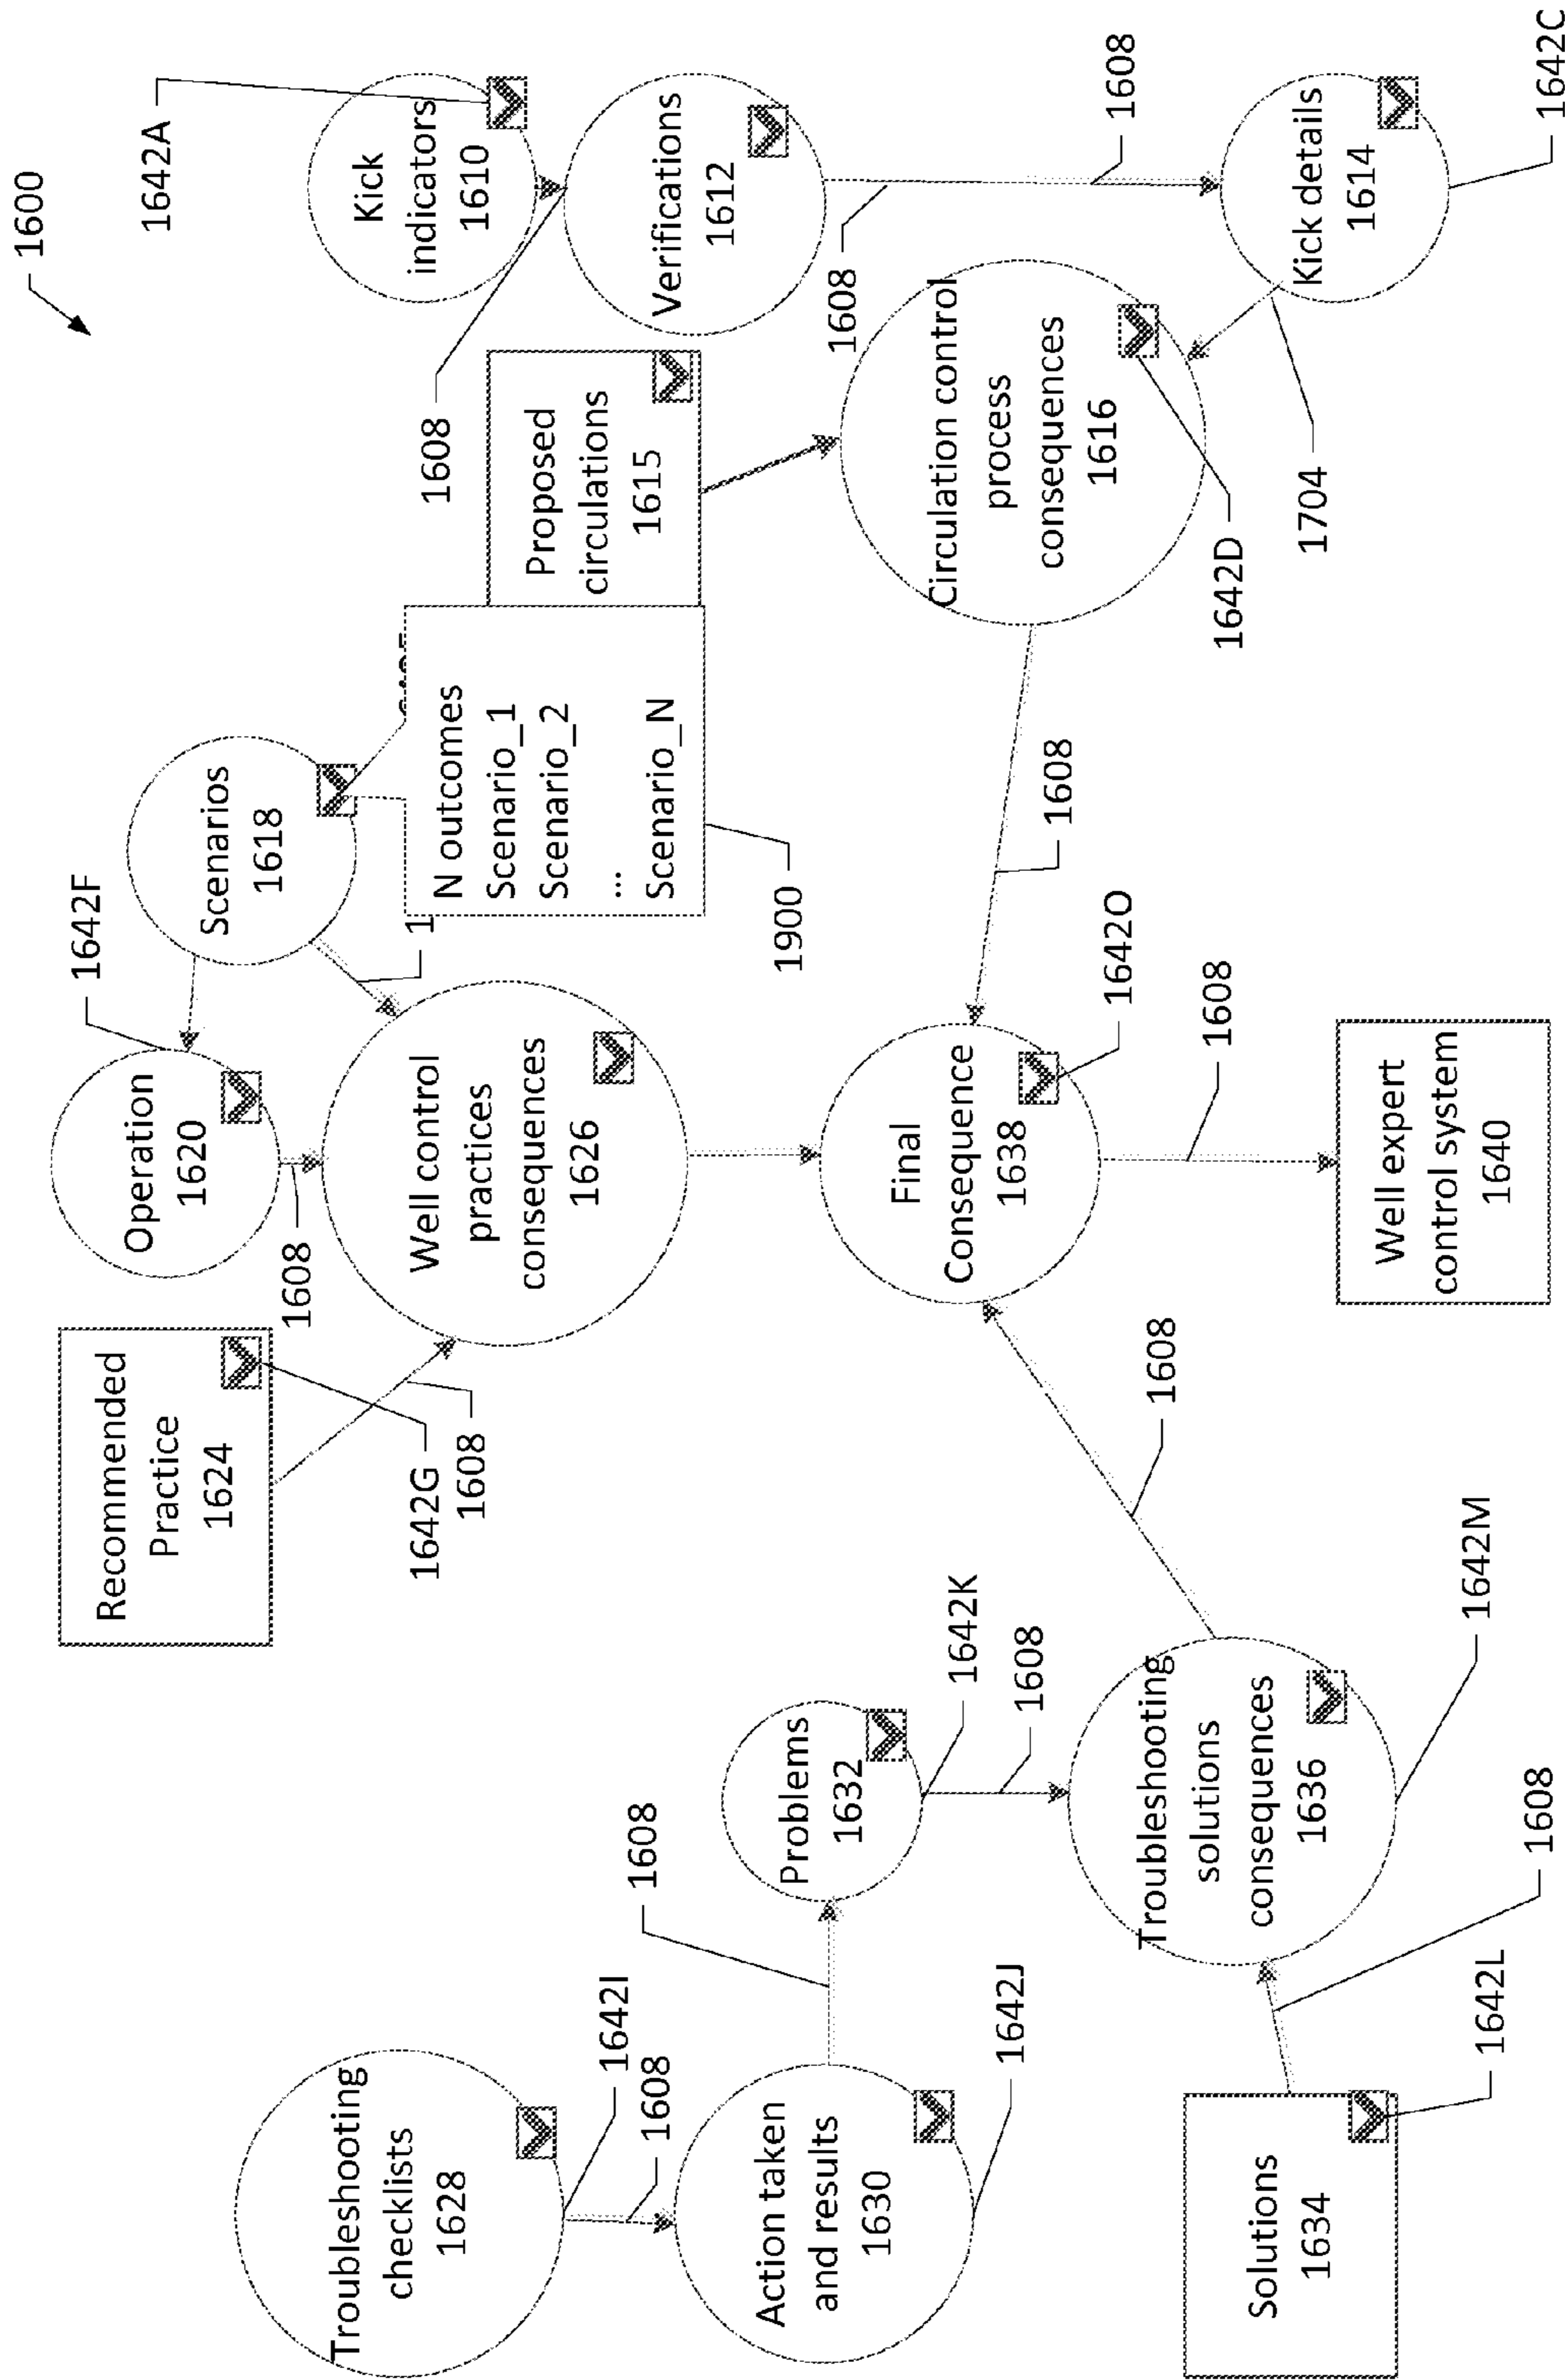 1600
Recommended
Practice
1624
1642G
1608
Operation
1620
1642F
1608
Scenarios
1618
1
N outcomes
Scenario_1
Scenario_2
...
Scenario_N
1900
Well control
practices
consequences
1626
Proposed
circulations
1615
Kick
indicators
1610
1642A
1608
Verifications
1612
1608
1608
Kick details
1614
1642C
1704
Circulation control
process
consequences
1616
1642D
1608
Final
Consequence
1638
1642O
1608
Well expert
control system
1640
Troubleshooting
checklists
1628
1642I
1608
Action taken
and results
1630
1642J
1608
Problems
1632
1642K
1608
Troubleshooting
solutions
consequences
1636
1642M
1608
Solutions
1634
1642L
1608